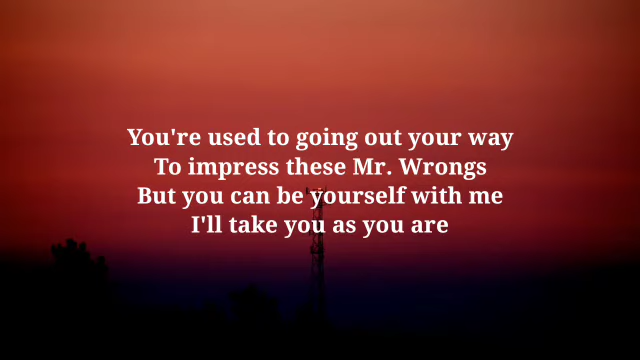 You're used to going out your way
To impress these Mr. Wrongs
But you can be yourself with me
I'll take you as you are